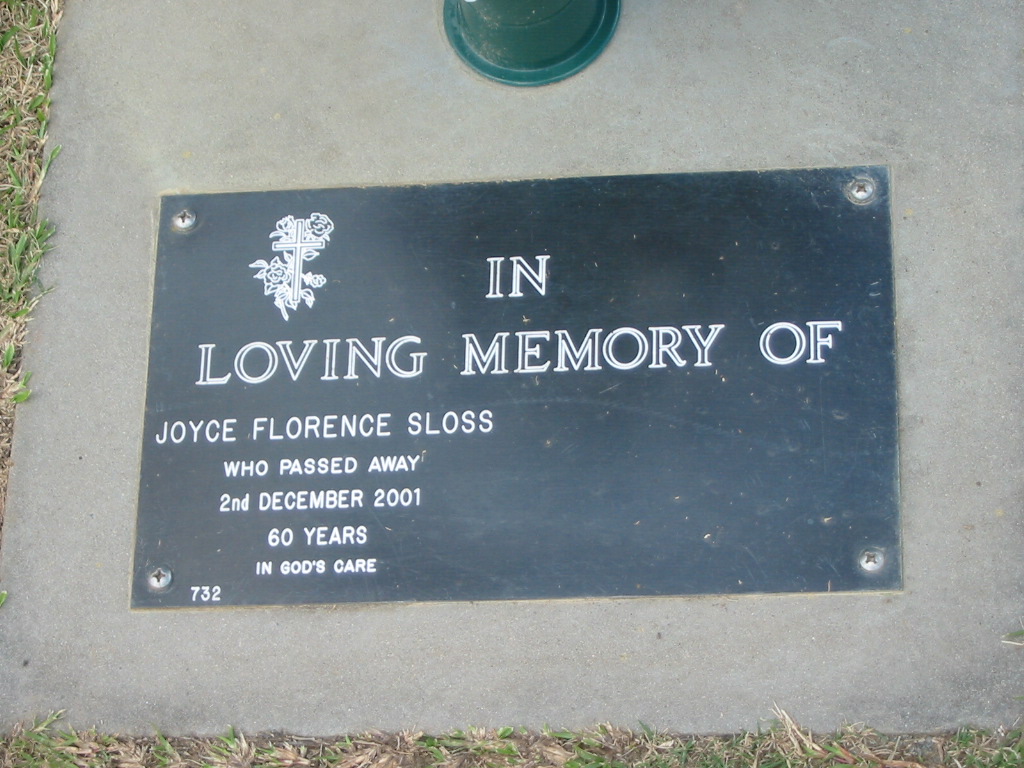 IN
LOVING MEMORY OF
JOYCE FLORENCE SLOSS
WHO PASSED AWAY
2nd DECEMBER 2001
60 YEARS
IN GOD'S CARE
732